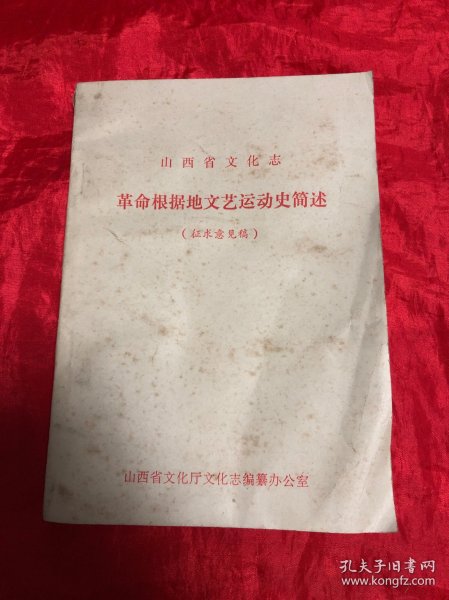 山西省文化志
革命根据地文艺运动史简述
(征求意见稿)
山西省文化厅文化志编纂办公室
孔夫子旧书网
www.kongfz.com